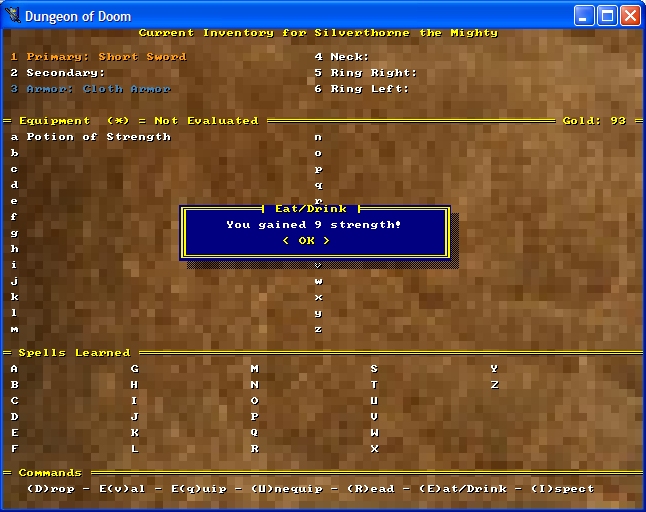 Dungeon of Doom
Current Inventory for Silverthorne the Mighty
1 Primary: Short Sword 4 Neck:
2 Secondary: 5 Ring Right:
3 Armor: Cloth Armor 6 Ring Left:
Equipment (*) = Not Evaluated Gold: 93
a Potion of Strength n
b o
c p
d q
e r
f
g
h
i v
j w
k x
l y
m z
Eat/Drink
You gained 9 strength!
< OK >
Spells Learned
A G M S Y
B H N T Z
C I O U
D J P V
E K Q W
F L R X
Commands
(D)rop - E(v)al - E(q)uip - (U)nequip - (R)ead - (E)at/Drink - (I)spect